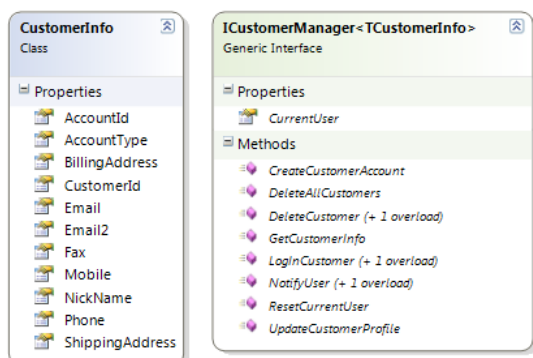 CustomerInfo
Class
Properties
AccountId
AccountType
BillingAddress
CustomerId
Email
Email2
Fax
Mobile
NickName
Phone
ShippingAddress
ICustomerManager<TCustomerInfo>
Generic Interface
Properties
CurrentUser
Methods
CreateCustomerAccount
DeleteAllCustomers
DeleteCustomer (+ 1 overload)
GetCustomerInfo
LoginCustomer (+ 1 overload)
NotifyUser (+ 1 overload)
ResetCurrentUser
UpdateCustomerProfile